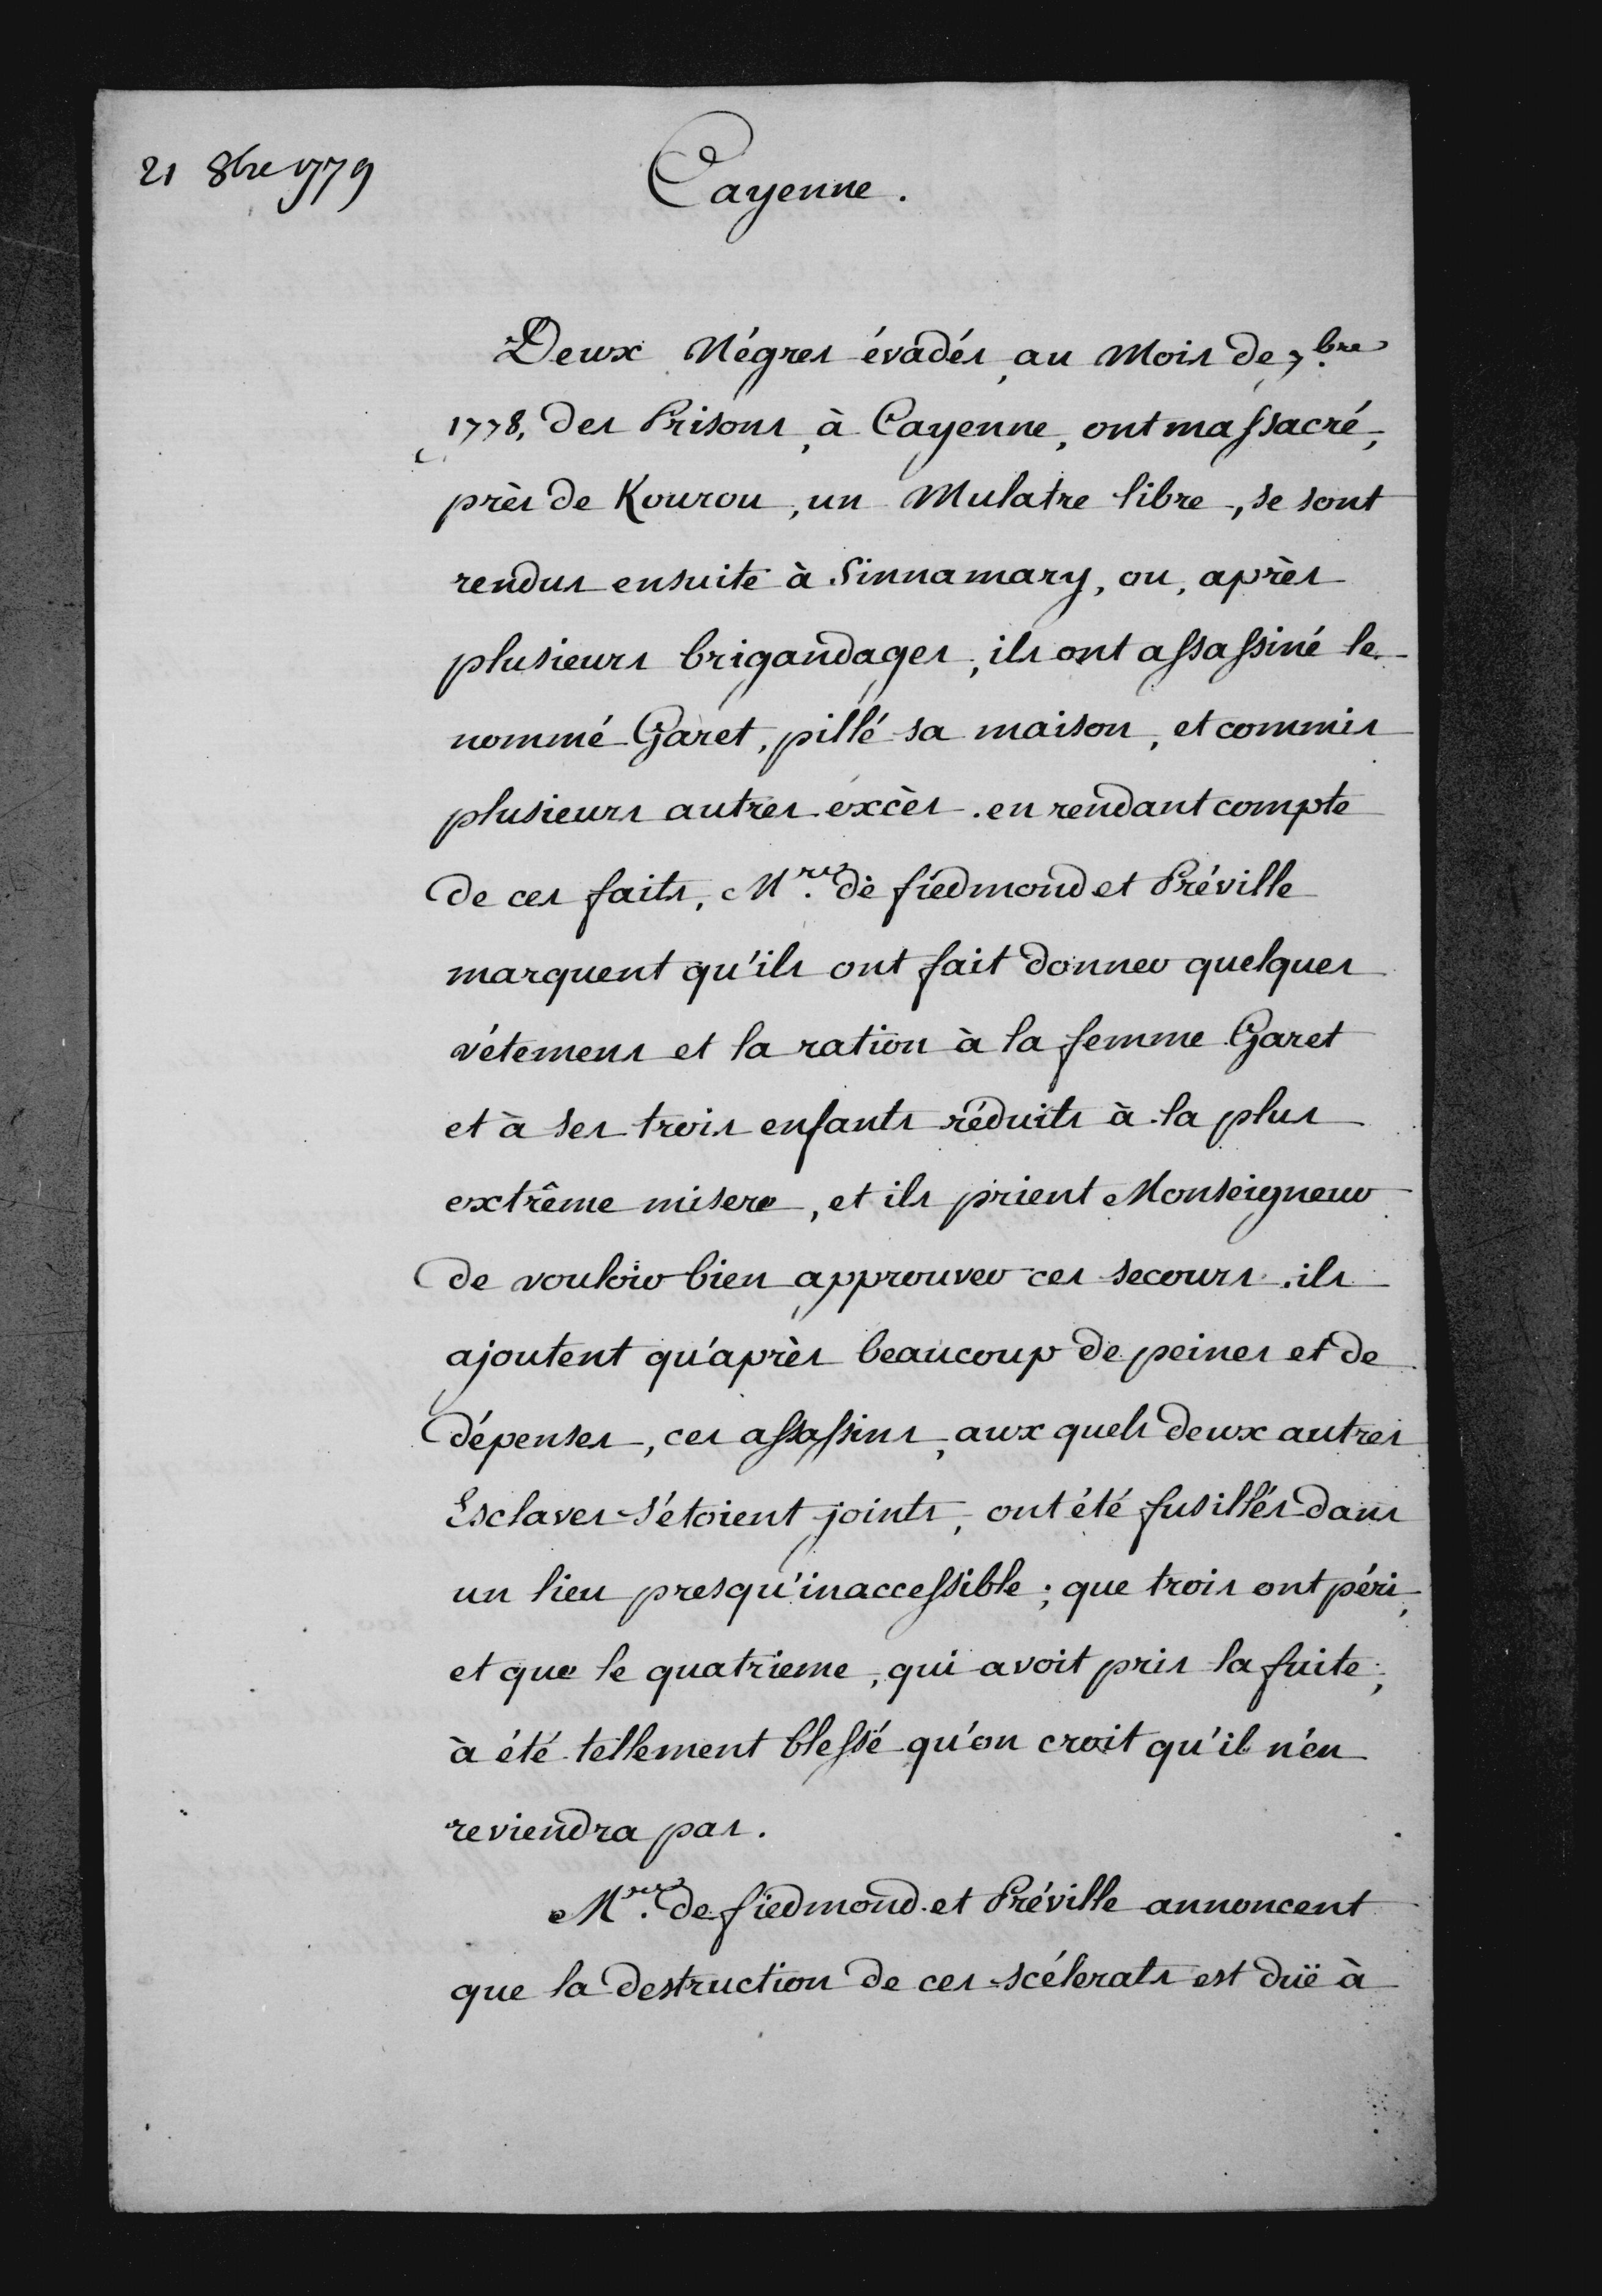 21 8bre 1779
Cayenne.
Deux Négres évadés, au Mois de 7.bre
1778, des Prisons, à Cayenne, ont massacré,
près de Kourou, un Mulatre libre, se sont
rendus ensuite à Sinnamary, ou, après
plusieurs brigandages, ils ont assassiné le
nommé Garet, pillé sa maison, et commis
plusieurs autres excès. en rendant compte
de ces faits, M.rs de fiedmond et Préville
marquent qu'ils ont fait donner quelques
vétemens et la ration à la femme Garet
et à ses trois enfants réduits à la plus
extrême misere, et ils prient Monseigneur
de vouloir bien approuver ces secours. ils
ajoutent qu'après beaucoup de peines et de
dépenses, ces assassins, aux quels deux autres
Esclaves s'étoient joints, ont été fusillés dans
un lieu presqu'inaccessible; que trois ont péri,
et que le quatrieme, qui avoit pris la fuite,
à été tellement blessé qu'on croit qu'il n'en
reviendra pas.
M.rs de fiedmond et Préville annoncent
que la destruction de ces scélerats est düe à